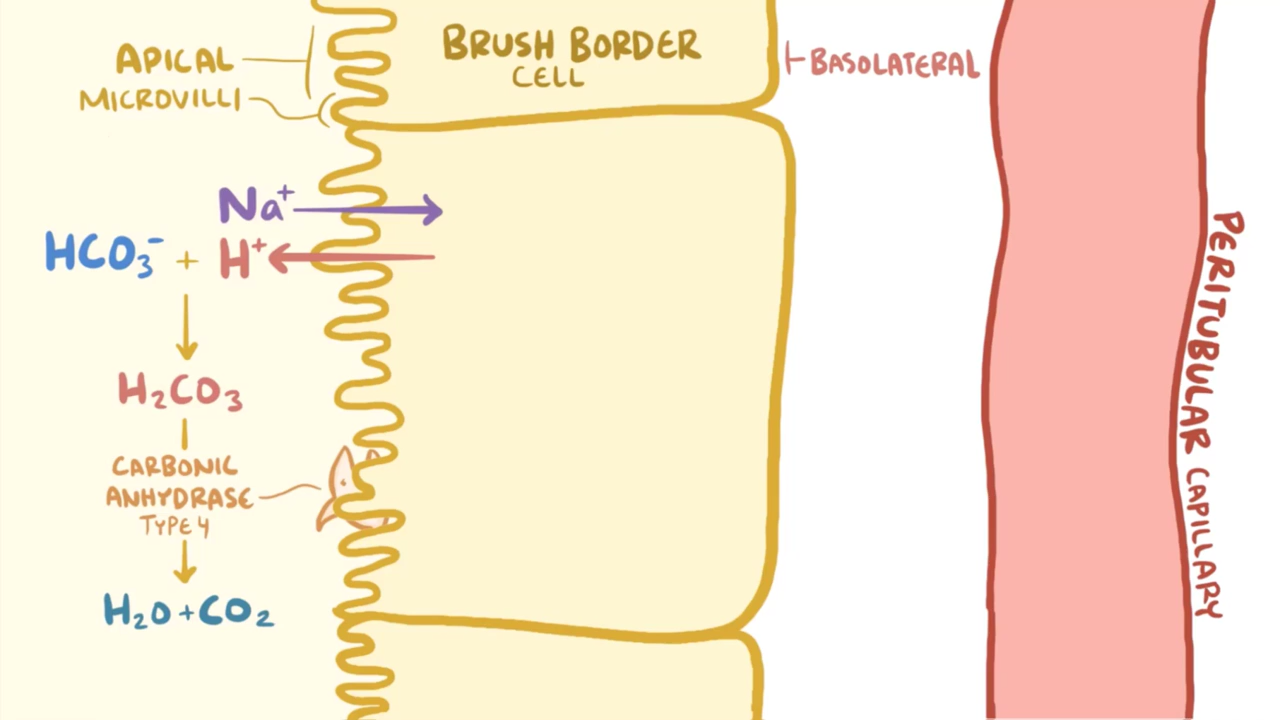 APICAL
MICROVILLI
BRUSH BORDER
CELL
BASOLATERAL
Na⁺
HCO₃⁻ + H⁺
H₂CO₃
CARBONIC
ANHYDRASE
TYPE 4
H₂O + CO₂
PERITUBULAR CAPILLARY